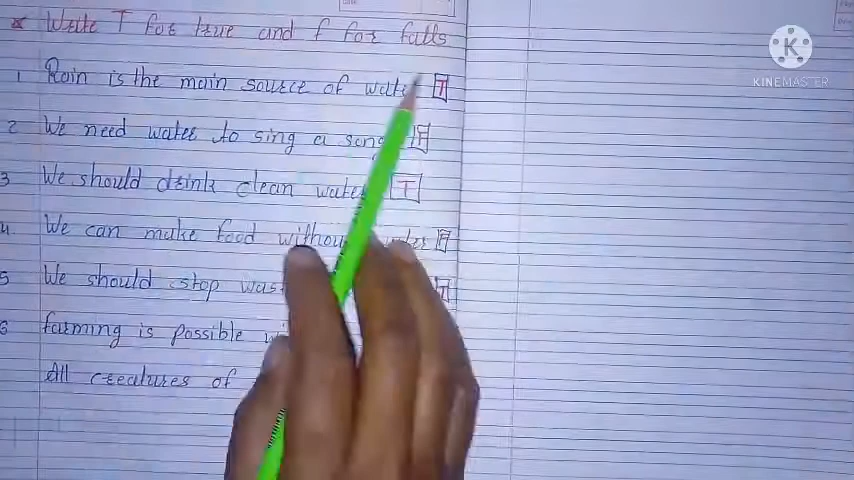 * Write T for true and f for falls
1 Rain is the main source of water T
2 We need water to sing a song F
3 We should drink clean water T
4 We can make food without water F
5 We should stop T
6 farming is possible
All creatures of
K
KINEMASTER